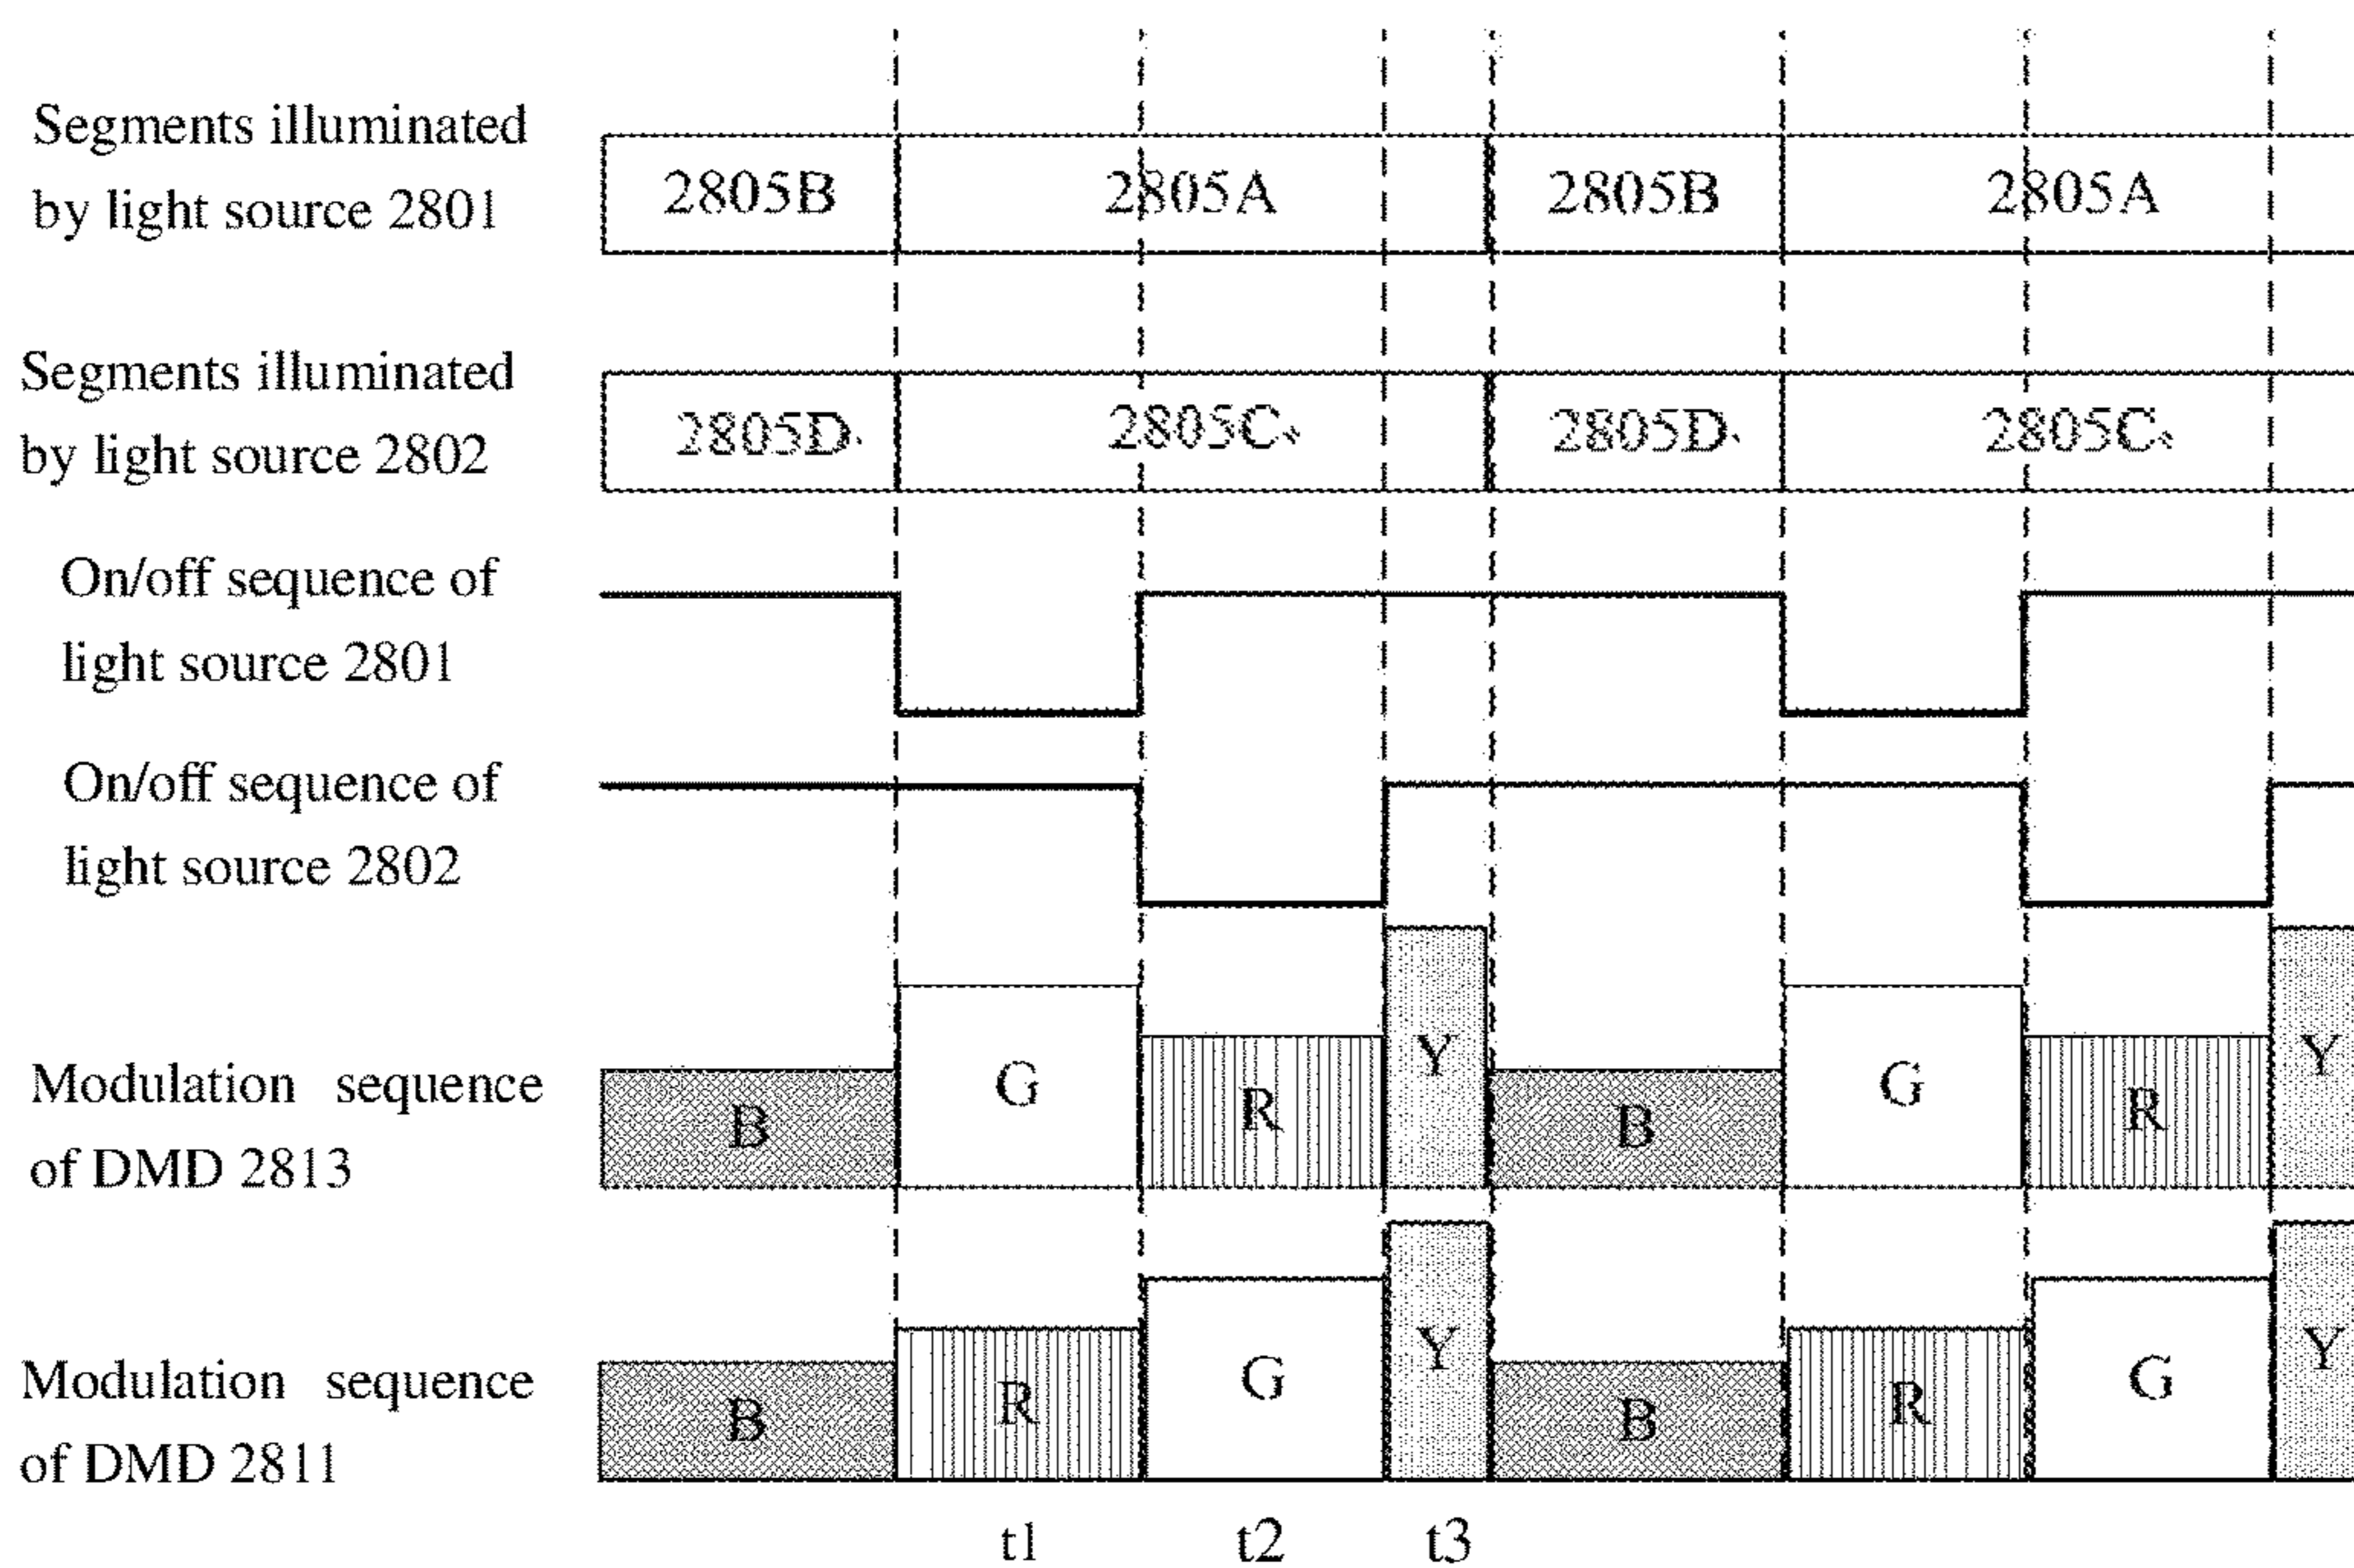 Segments illuminated
by light source 2801
2805B 2805A 2805B 2805A
Segments illuminated
by light source 2802
2805D 2805C 2805D 2805C
On/off sequence of
light source 2801
On/off sequence of
light source 2802
Modulation sequence
of DMD 2813
B G R Y B G R Y
Modulation sequence
of DMD 2811
B R G Y B R G Y
t1 t2 t3